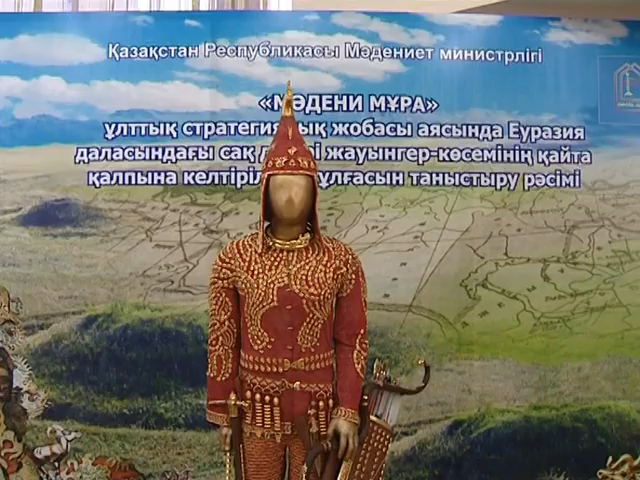 Қазақстан Республикасы Мәдениет министрлігі
«МӘДЕНИ МҰРА»
ұлттық жобасы аясында Еуразия
даласындағы сақ жауынгер-көсемінің қайта
қалпына таныстыру рәсімі